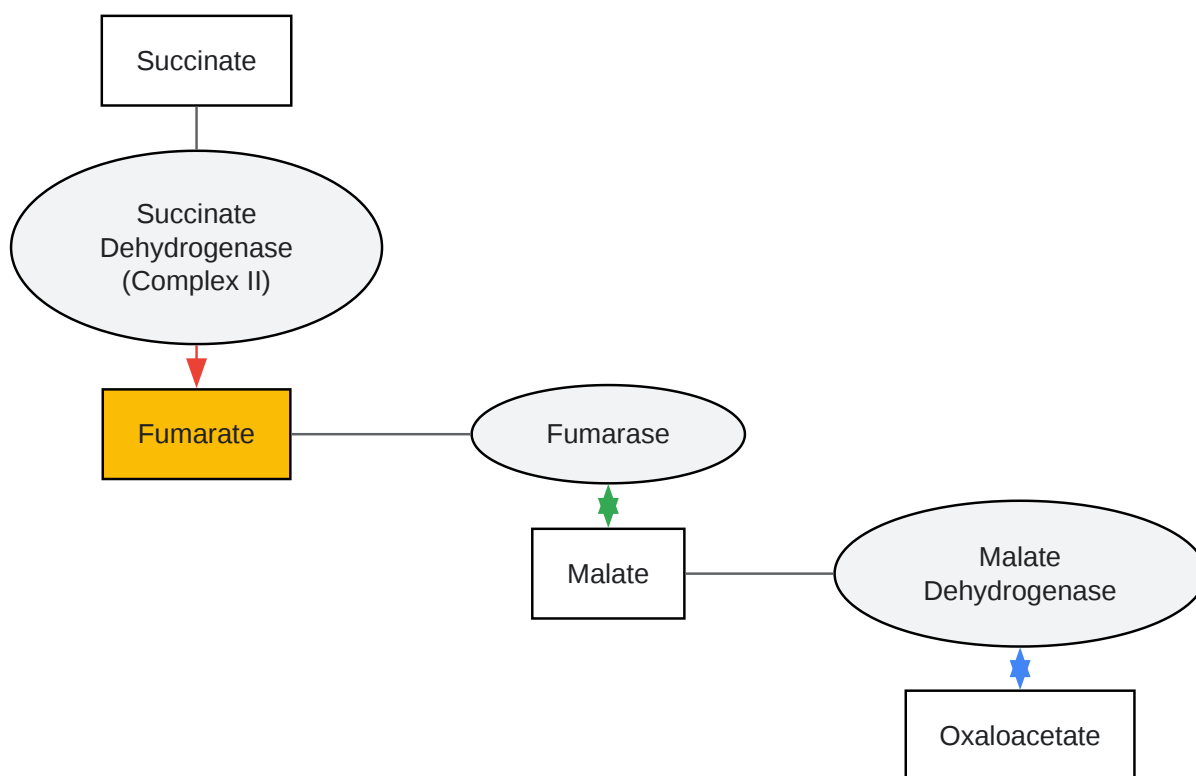 Succinate
Succinate
Dehydrogenase
(Complex II)
Fumarate
Fumarase
Malate
Malate
Dehydrogenase
Oxaloacetate